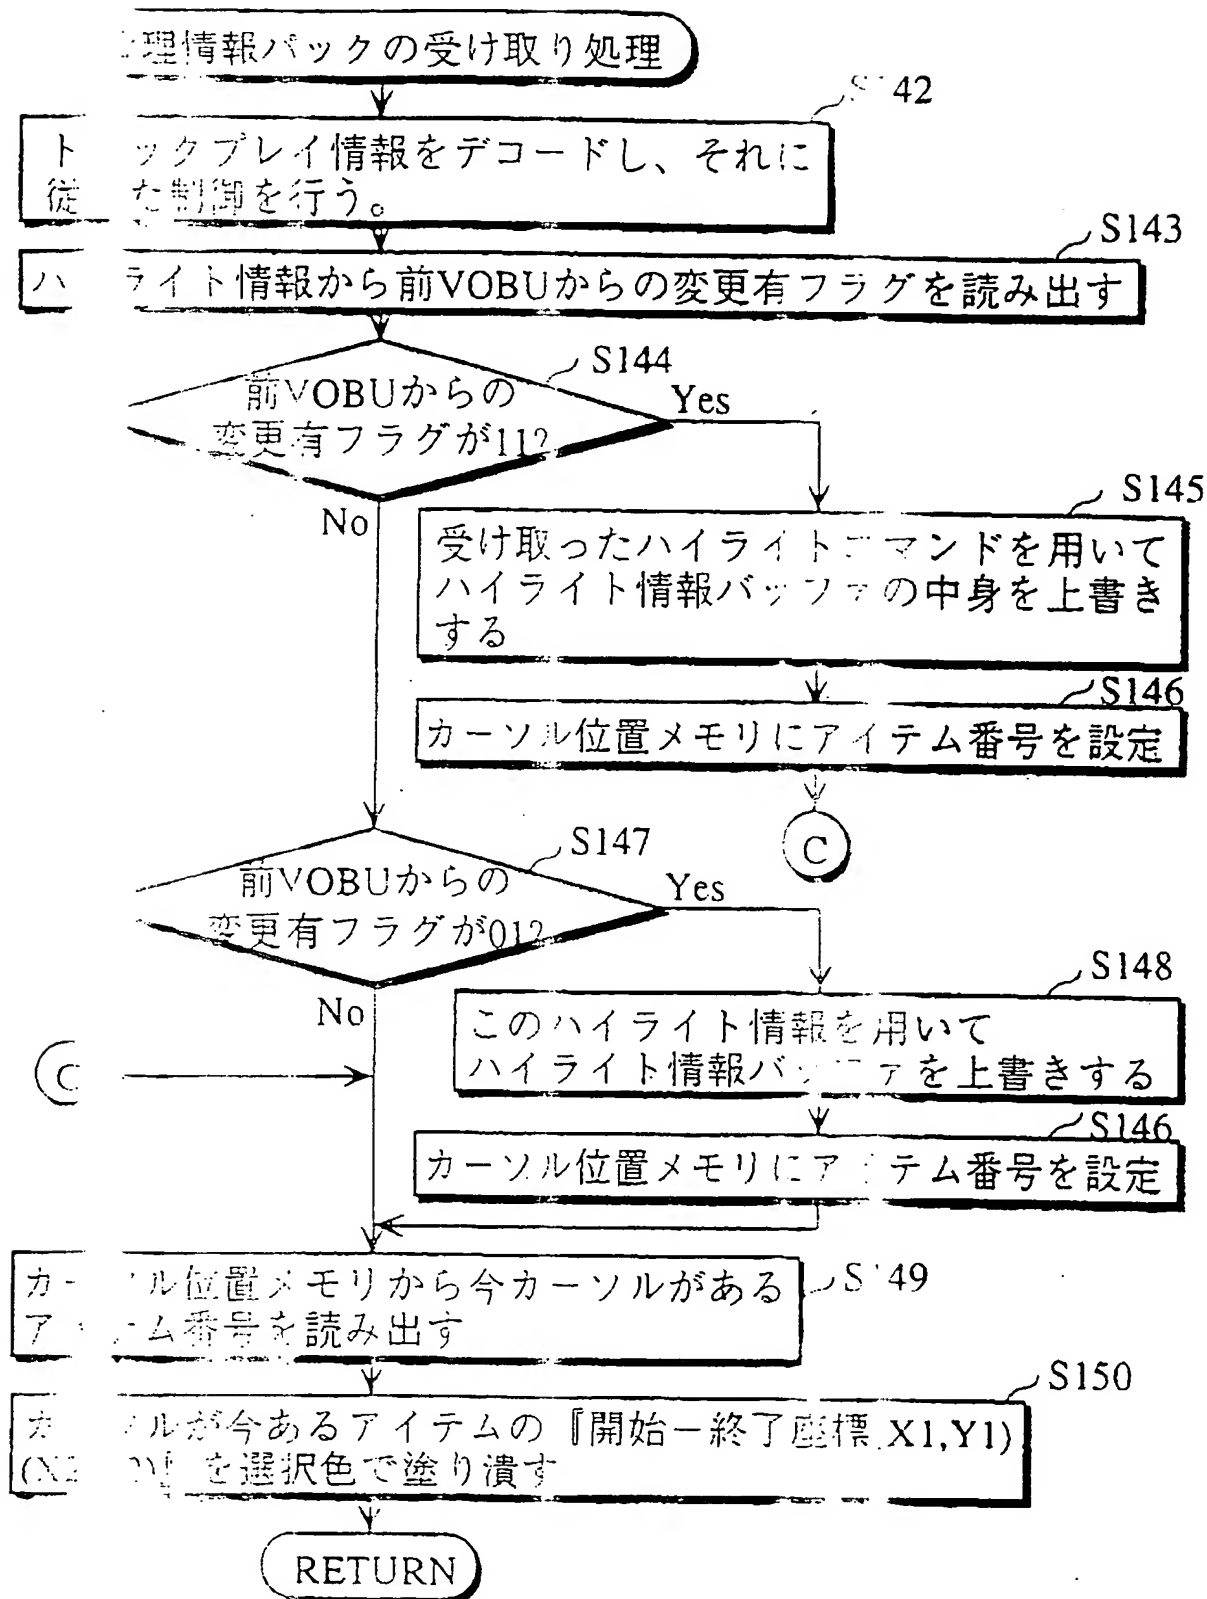 理情報パックの受け取り処理
S142
トックプレイ情報をデコードし、それに
従た制御を行う。
S143
ハライト情報から前VOBUからの変更有フラグを読み出す
S144
前VOBUからの
変更有フラグが11?
Yes
No
S145
受け取ったハイライトコマンドを用いて
ハイライト情報バッファの中身を上書き
する
S146
カーソル位置メモリにアイテム番号を設定
C
S147
前VOBUからの
変更有フラグが01?
Yes
No
S148
このハイライト情報を用いて
ハイライト情報バッファを上書きする
C
S146
カーソル位置メモリにアイテム番号を設定
S149
カーソル位置メモリから今カーソルがある
アイテム番号を読み出す
S150
カーソルが今あるアイテムの『開始ー終了座標 X1,Y1)
を選択色で塗り潰す
RETURN